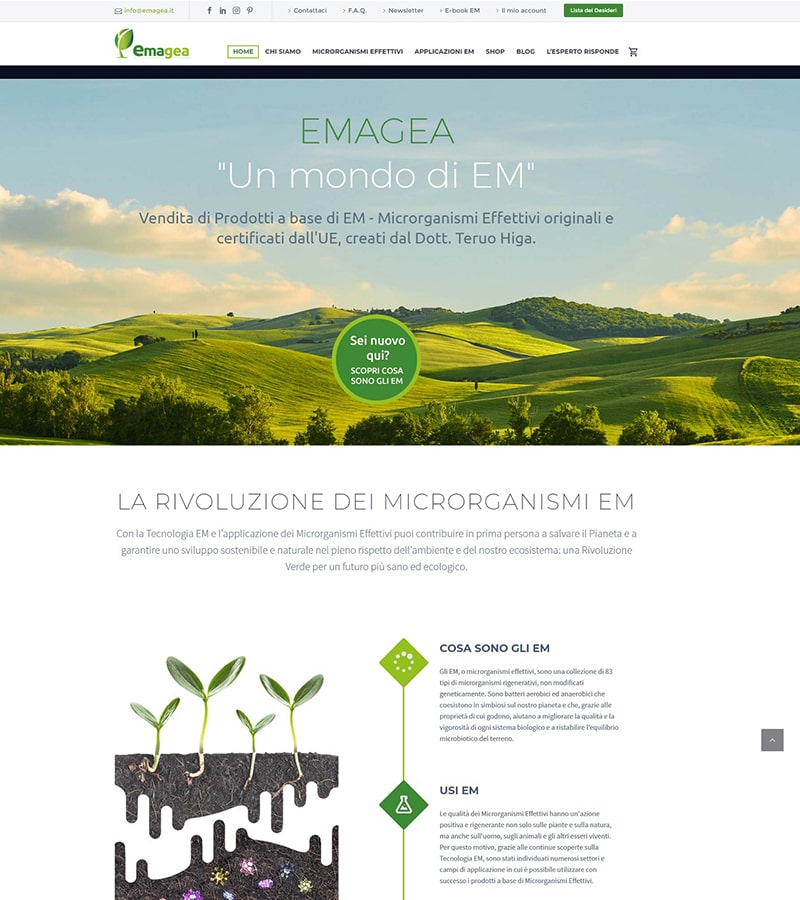 info@emagea.it
Contattaci
F.A.Q.
Newsletter
E-book EM
Il mio account
Lista dei Desideri
emagea
HOME
CHI SIAMO
MICRORGANISMI EFFETTIVI
APPLICAZIONI EM
SHOP
BLOG
L'ESPERTO RISPONDE
EMAGEA
"Un mondo di EM"
Vendita di Prodotti a base di EM - Microrganismi Effettivi originali e
certificati dall'UE, creati dal Dott. Teruo Higa.
Sei nuovo
qui?
SCOPRI COSA
SONO GLI EM
LA RIVOLUZIONE DEI MICRORGANISMI EM
Con la Tecnologia EM e l'applicazione dei Microrganismi Effettivi puoi contribuire in prima persona a salvare il Pianeta e a
garantire uno sviluppo sostenibile e naturale nel pieno rispetto dell'ambiente e del nostro ecosistema: una Rivoluzione
Verde per un futuro più sano ed ecologico.
COSA SONO GLI EM
Gli EM, o microrganismi effettivi, sono una collezione di 83
tipi di microrganismi rigenerativi, non modificati
geneticamente. Sono batteri aerobici ed anaerobici che
coesistono in simbiosi sul nostro pianeta e che, grazie alle
proprietà di cui godono, aiutano a migliorare la qualità e la
vigorosità di ogni sistema biologico e a ristabilire l'equilibrio
microbiotico del terreno.
USI EM
Le qualità dei Microrganismi Effettivi hanno un'azione
positiva e rigenerante non solo sulle piante e sulla natura,
ma anche sull'uomo, sugli animali e gli altri esseri viventi.
Per questo motivo, grazie alle continue scoperte sulla
Tecnologia EM, sono stati individuati numerosi settori e
campi di applicazione in cui è possibile utilizzare con
successo i prodotti a base di Microrganismi Effettivi.